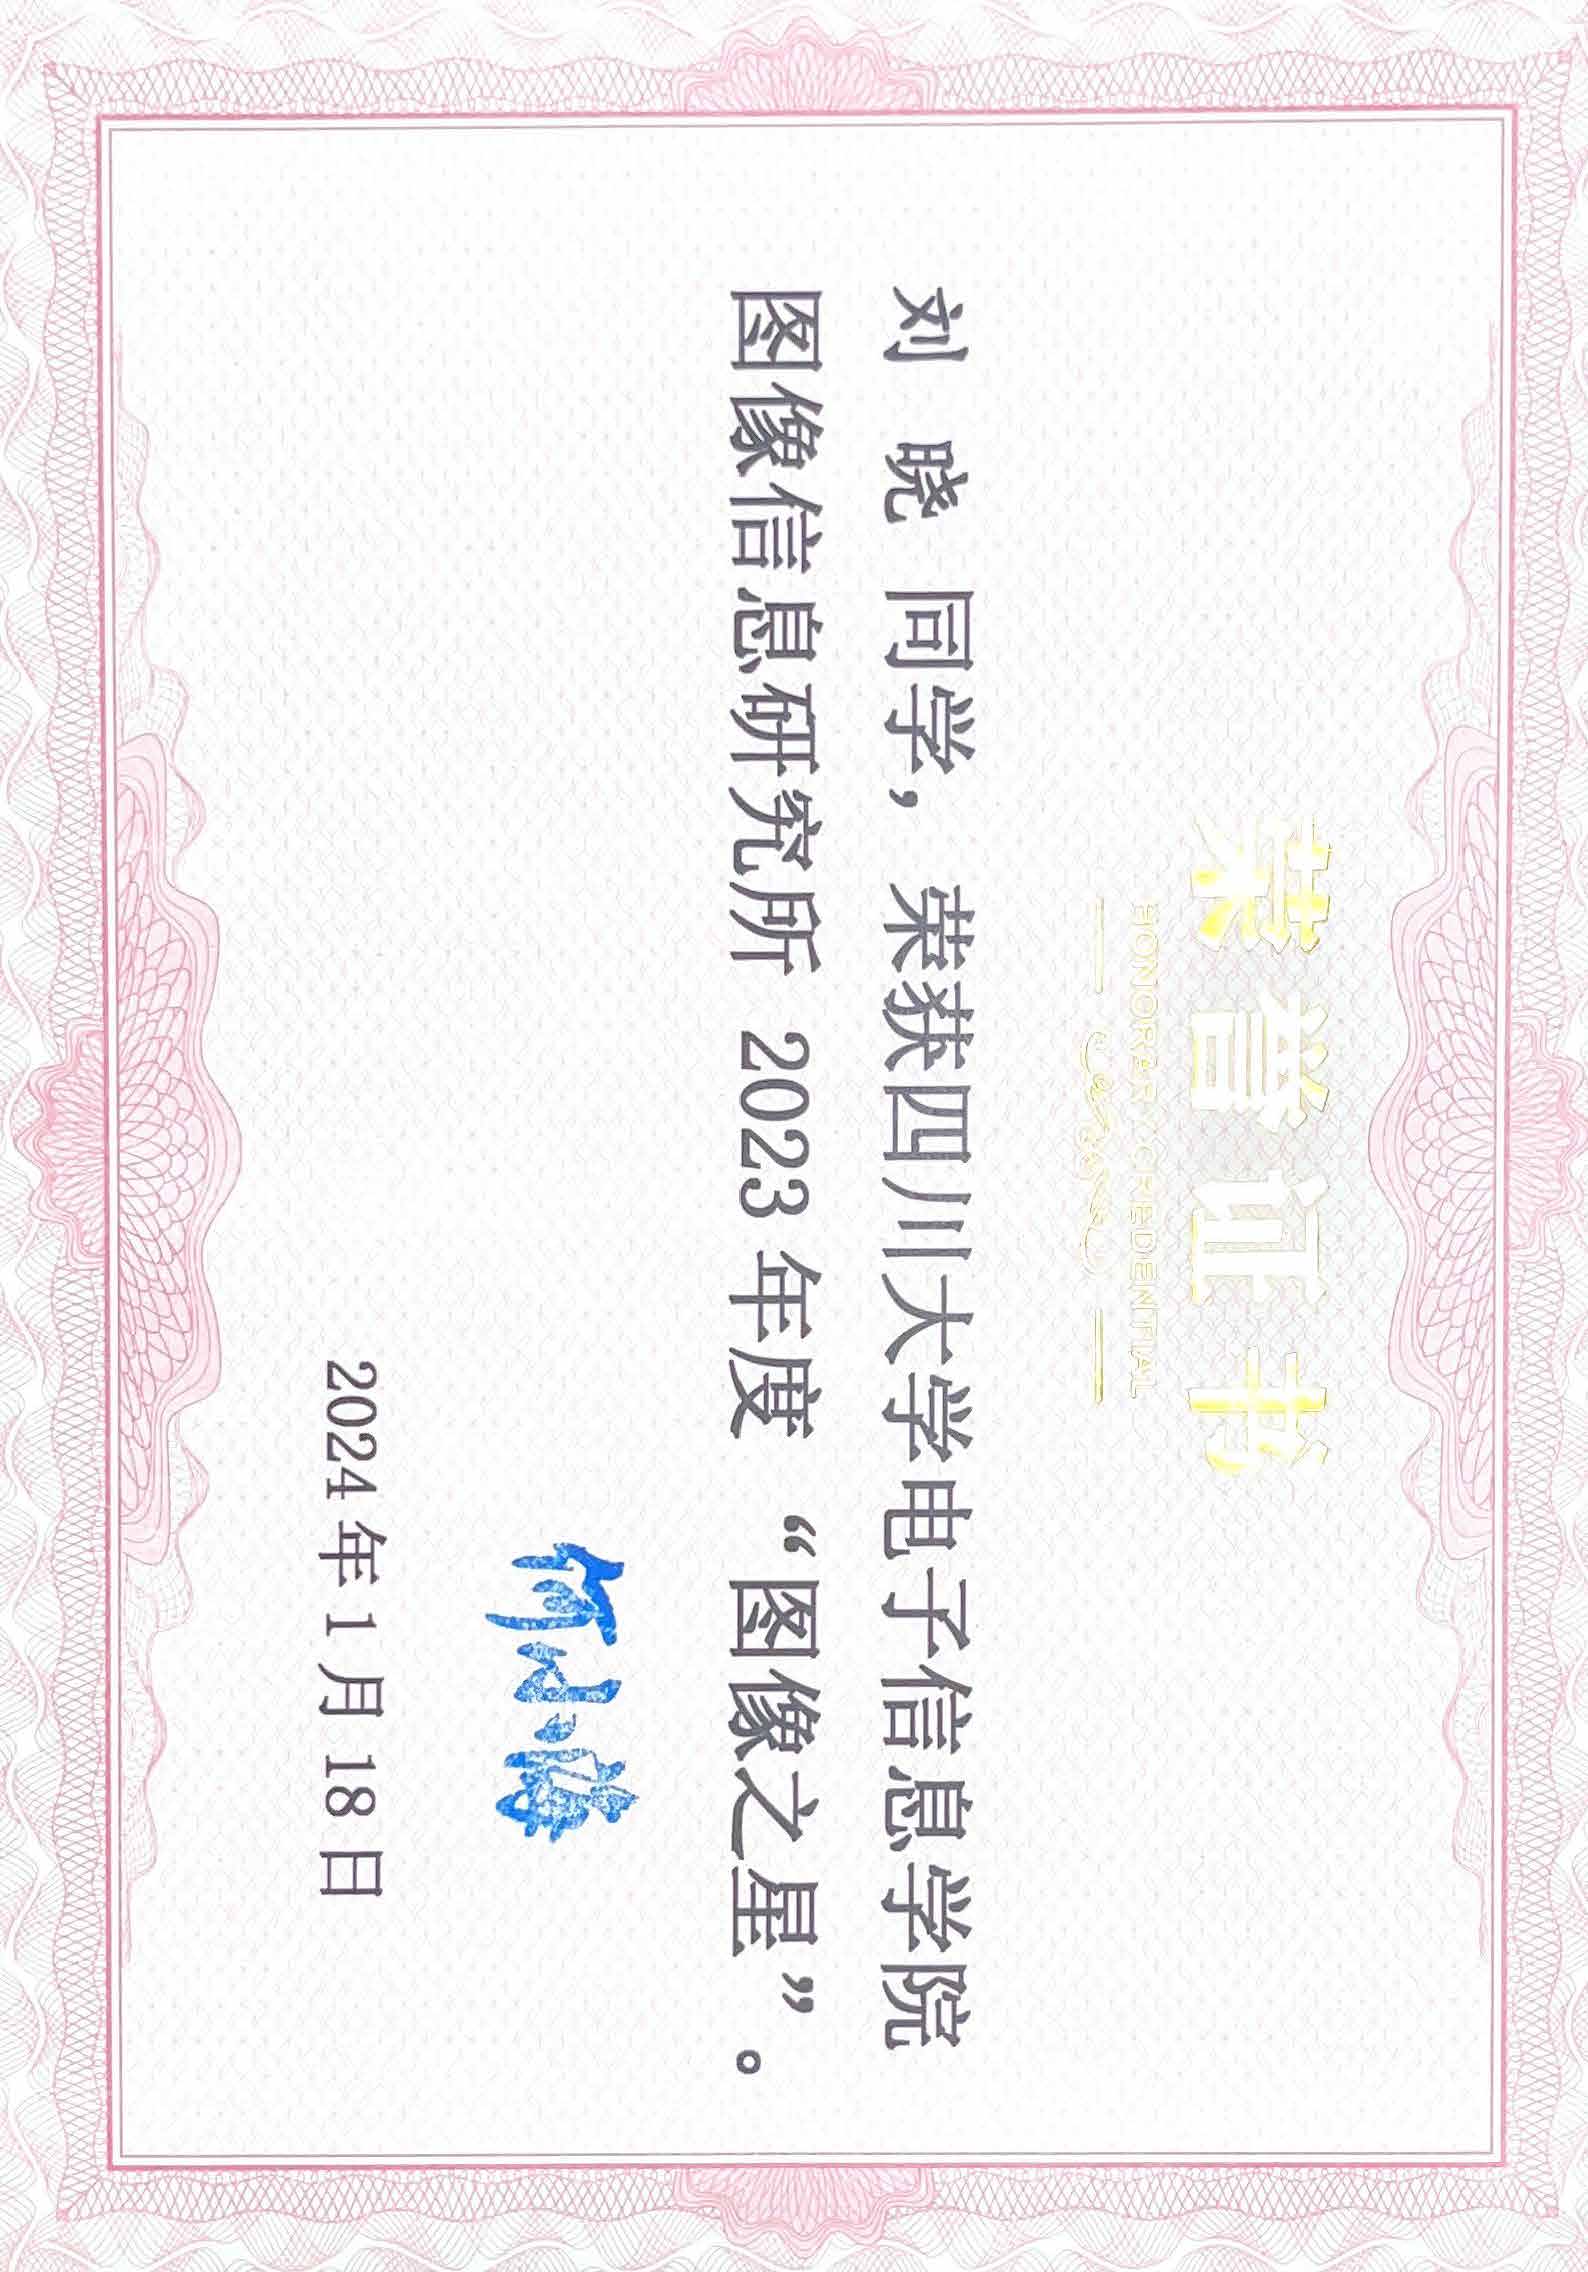 荣誉证书
HONORARY CREDENTIAL
刘 晓 同学，荣获四川大学电子信息学院
图像信息研究所 2023 年度 “图像之星”。
何小海
2024 年 1 月 18 日